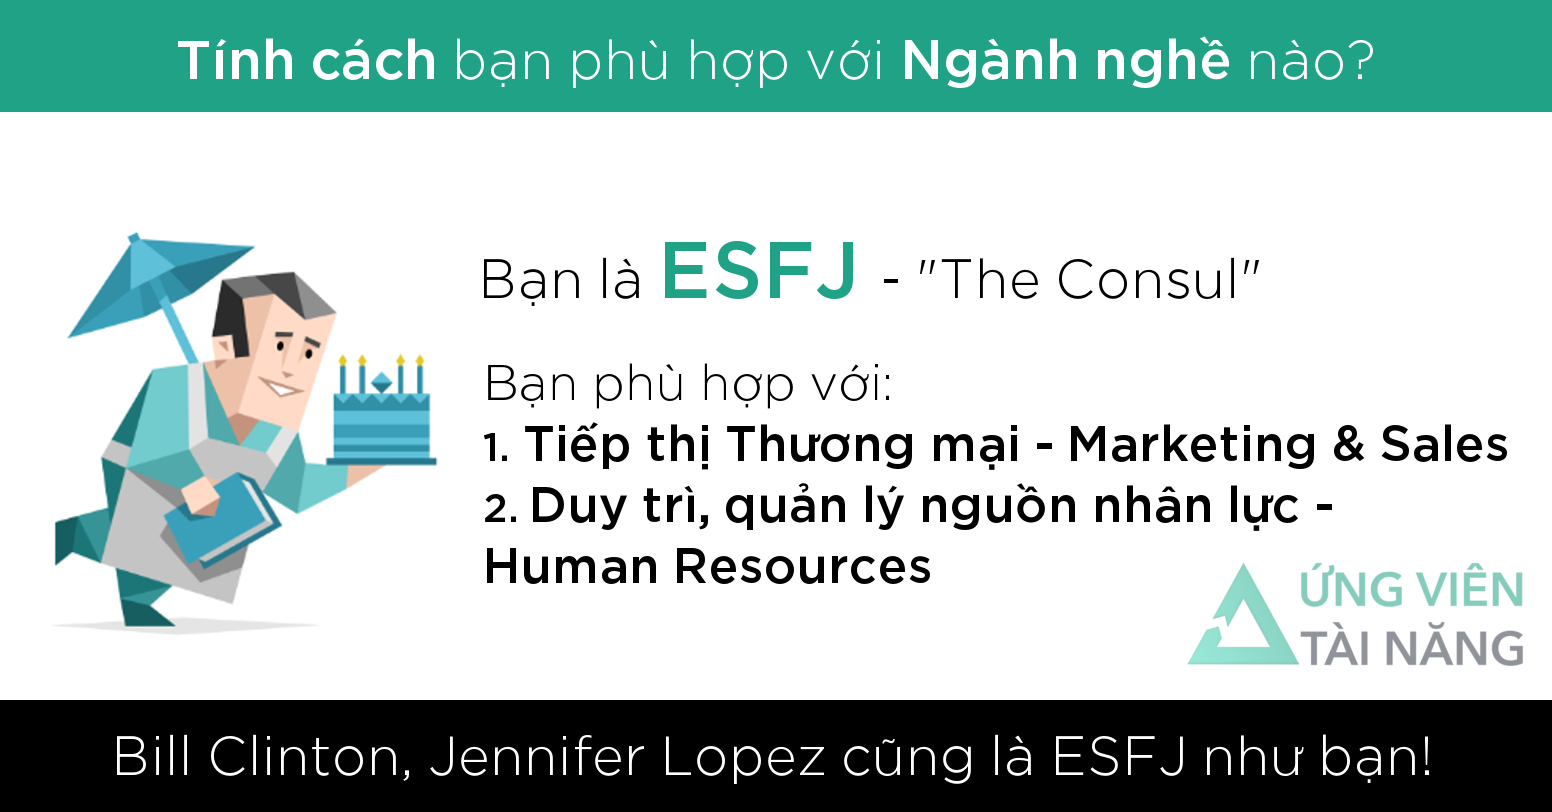 Tính cách bạn phù hợp với Ngành nghề nào?
Bạn là ESFJ - "The Consul"
Bạn phù hợp với:
1. Tiếp thị Thương mại - Marketing & Sales
2. Duy trì, quản lý nguồn nhân lực -
Human Resources
ỨNG VIÊN
TÀI NĂNG
Bill Clinton, Jennifer Lopez cũng là ESFJ như bạn!